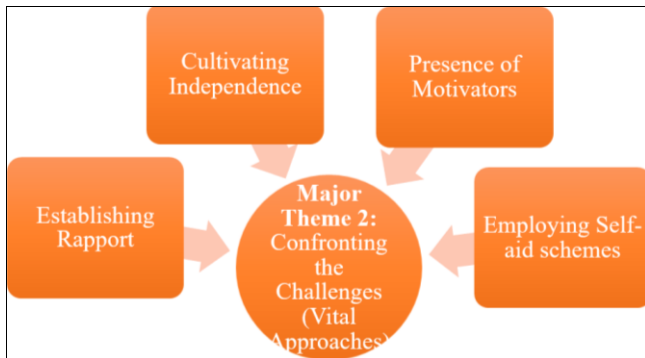 Cultivating
Independence
Presence of
Motivators
Establishing
Rapport
Major
Theme 2:
Confronting
the
Challenges
(Vital
Approaches)
Employing Self-
aid schemes